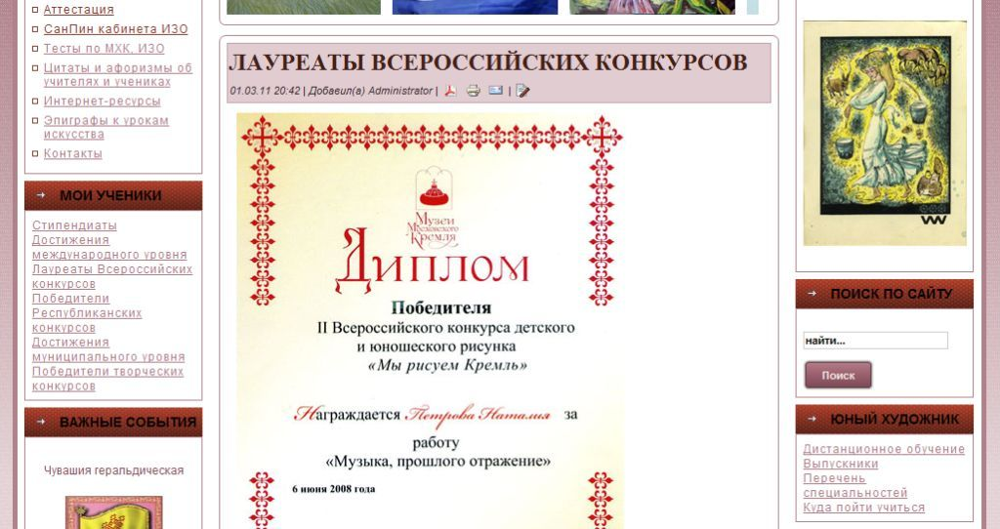 Аттестация
СанПин кабинета ИЗО
Тесты по МХК, ИЗО
Цитаты и афоризмы об
учителях и учениках
Интернет-ресурсы
Эпиграфы к урокам
искусства
Контакты
МОИ УЧЕНИКИ
Стипендиаты
Достижения
международного уровня
Лауреаты Всероссийских
конкурсов
Победители
Республиканских
конкурсов
Достижения
муниципального уровня
Победители творческих
конкурсов
ВАЖНЫЕ СОБЫТИЯ
Чувашия геральдическая
ЛАУРЕАТЫ ВСЕРОССИЙСКИХ КОНКУРСОВ
01.03.11 20:42 | Добавил(а) Administrator | |
Музеи
Московского
Кремля
Диплом
Победителя
II Всероссийского конкурса детского
и юношеского рисунка
«Мы рисуем Кремль»
Награждается Петрова Наталия за
работу
«Музыка, прошлого отражение»
6 июня 2008 года
ПОИСК ПО САЙТУ
найти...
Поиск
ЮНЫЙ ХУДОЖНИК
Дистанционное обучение
Выпускники
Перечень
специальностей
Куда пойти учиться